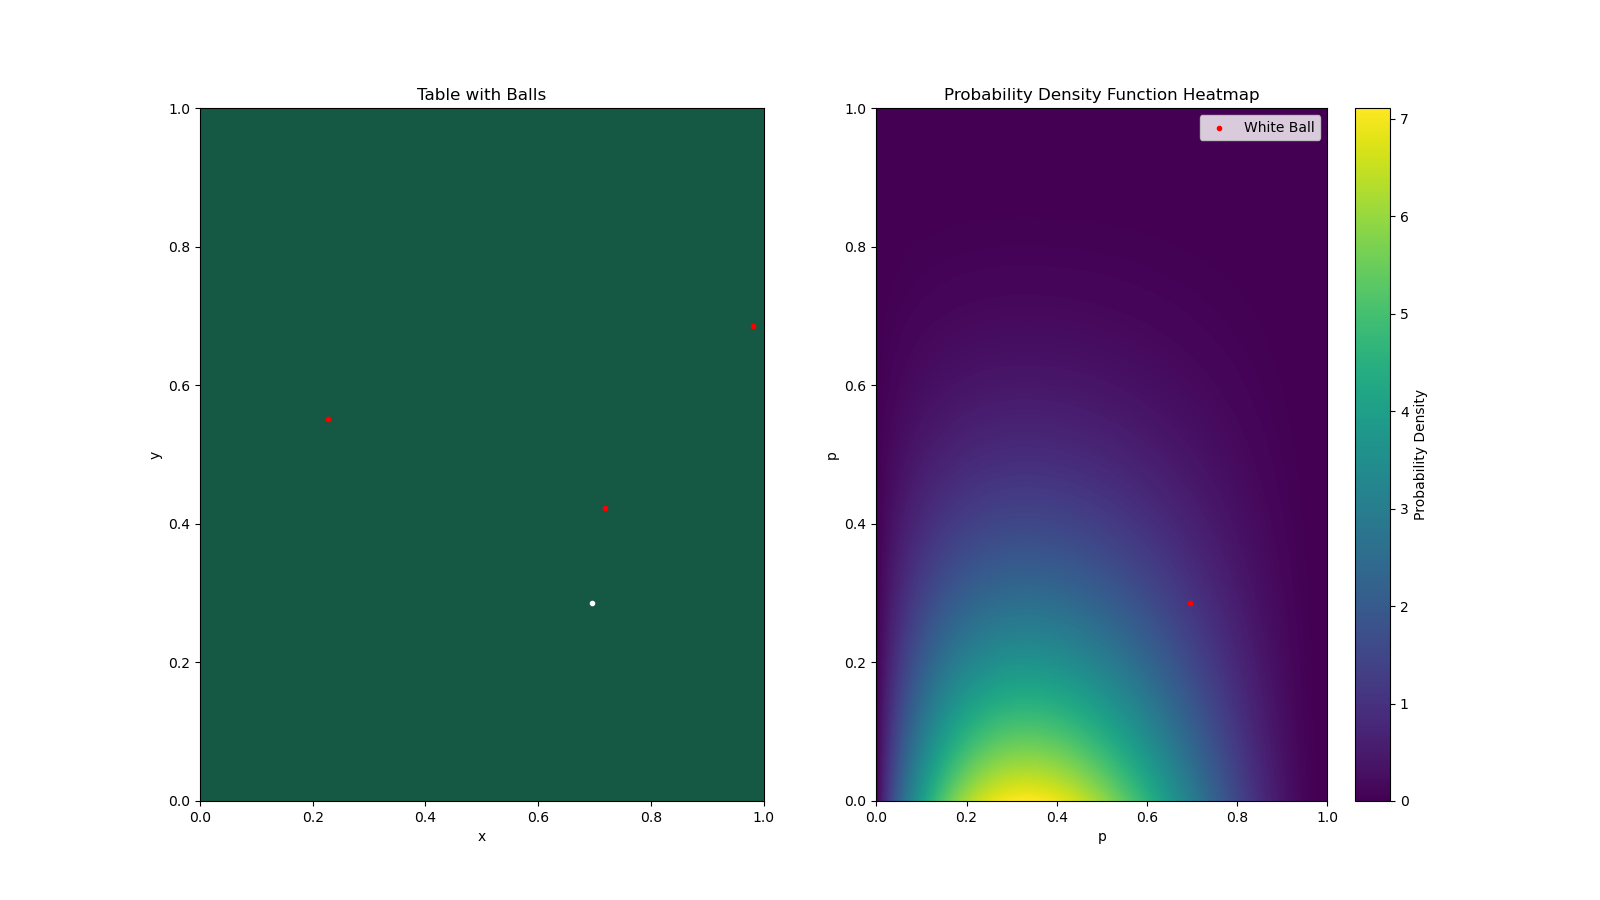 Table with Balls
1.0
0.8
0.6
0.4
0.2
0.0
y
0.0 0.2 0.4 0.6 0.8 1.0
x
Probability Density Function Heatmap
White Ball
1.0
0.8
0.6
0.4
0.2
0.0
p
0.0 0.2 0.4 0.6 0.8 1.0
p
7
6
5
4
3
2
1
0
Probability Density